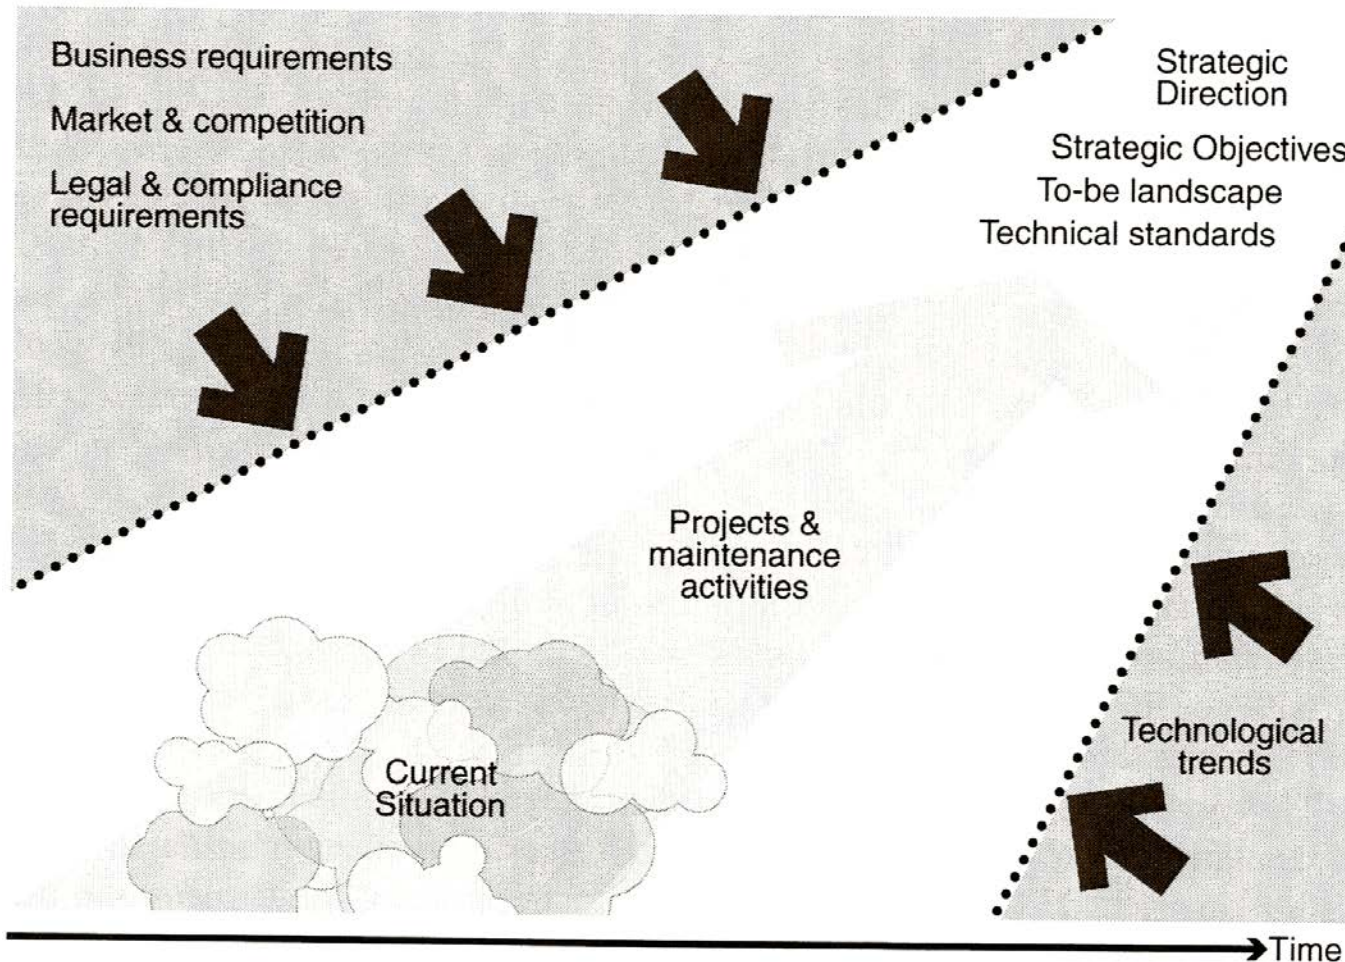 Business requirements
Market & competition
Legal & compliance
requirements
Strategic
Direction
Strategic Objectives
To-be landscape
Technical standards
Projects &
maintenance
activities
Current
Situation
Technological
trends
Time